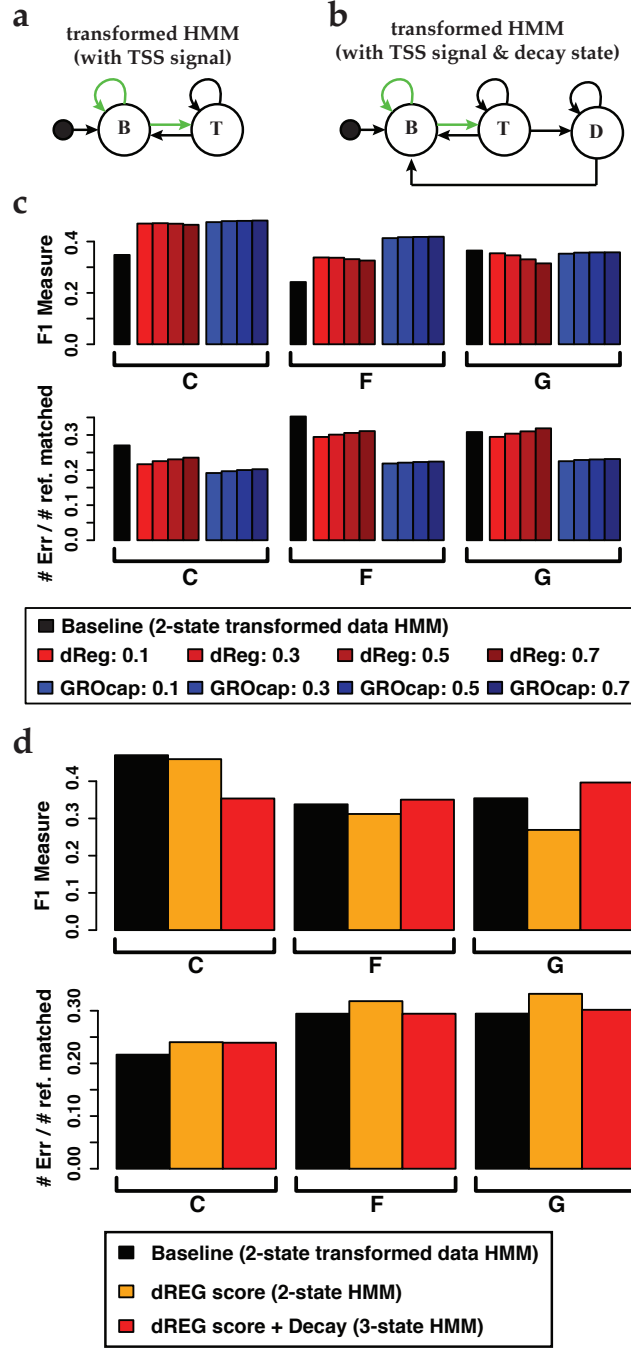 a
transformed HMM
(with TSS signal)
B
T
b
transformed HMM
(with TSS signal & decay state)
B
T
D
c
F1 Measure
0.0
0.2
0.4
C
F
G
# Err / # ref. matched
0.0
0.1
0.2
0.3
C
F
G
Baseline (2-state transformed data HMM)
dReg: 0.1
dReg: 0.3
dReg: 0.5
dReg: 0.7
GROcap: 0.1
GROcap: 0.3
GROcap: 0.5
GROcap: 0.7
d
F1 Measure
0.0
0.1
0.2
0.3
0.4
C
F
G
# Err / # ref. matched
0.00
0.10
0.20
0.30
C
F
G
Baseline (2-state transformed data HMM)
dREG score (2-state HMM)
dREG score + Decay (3-state HMM)